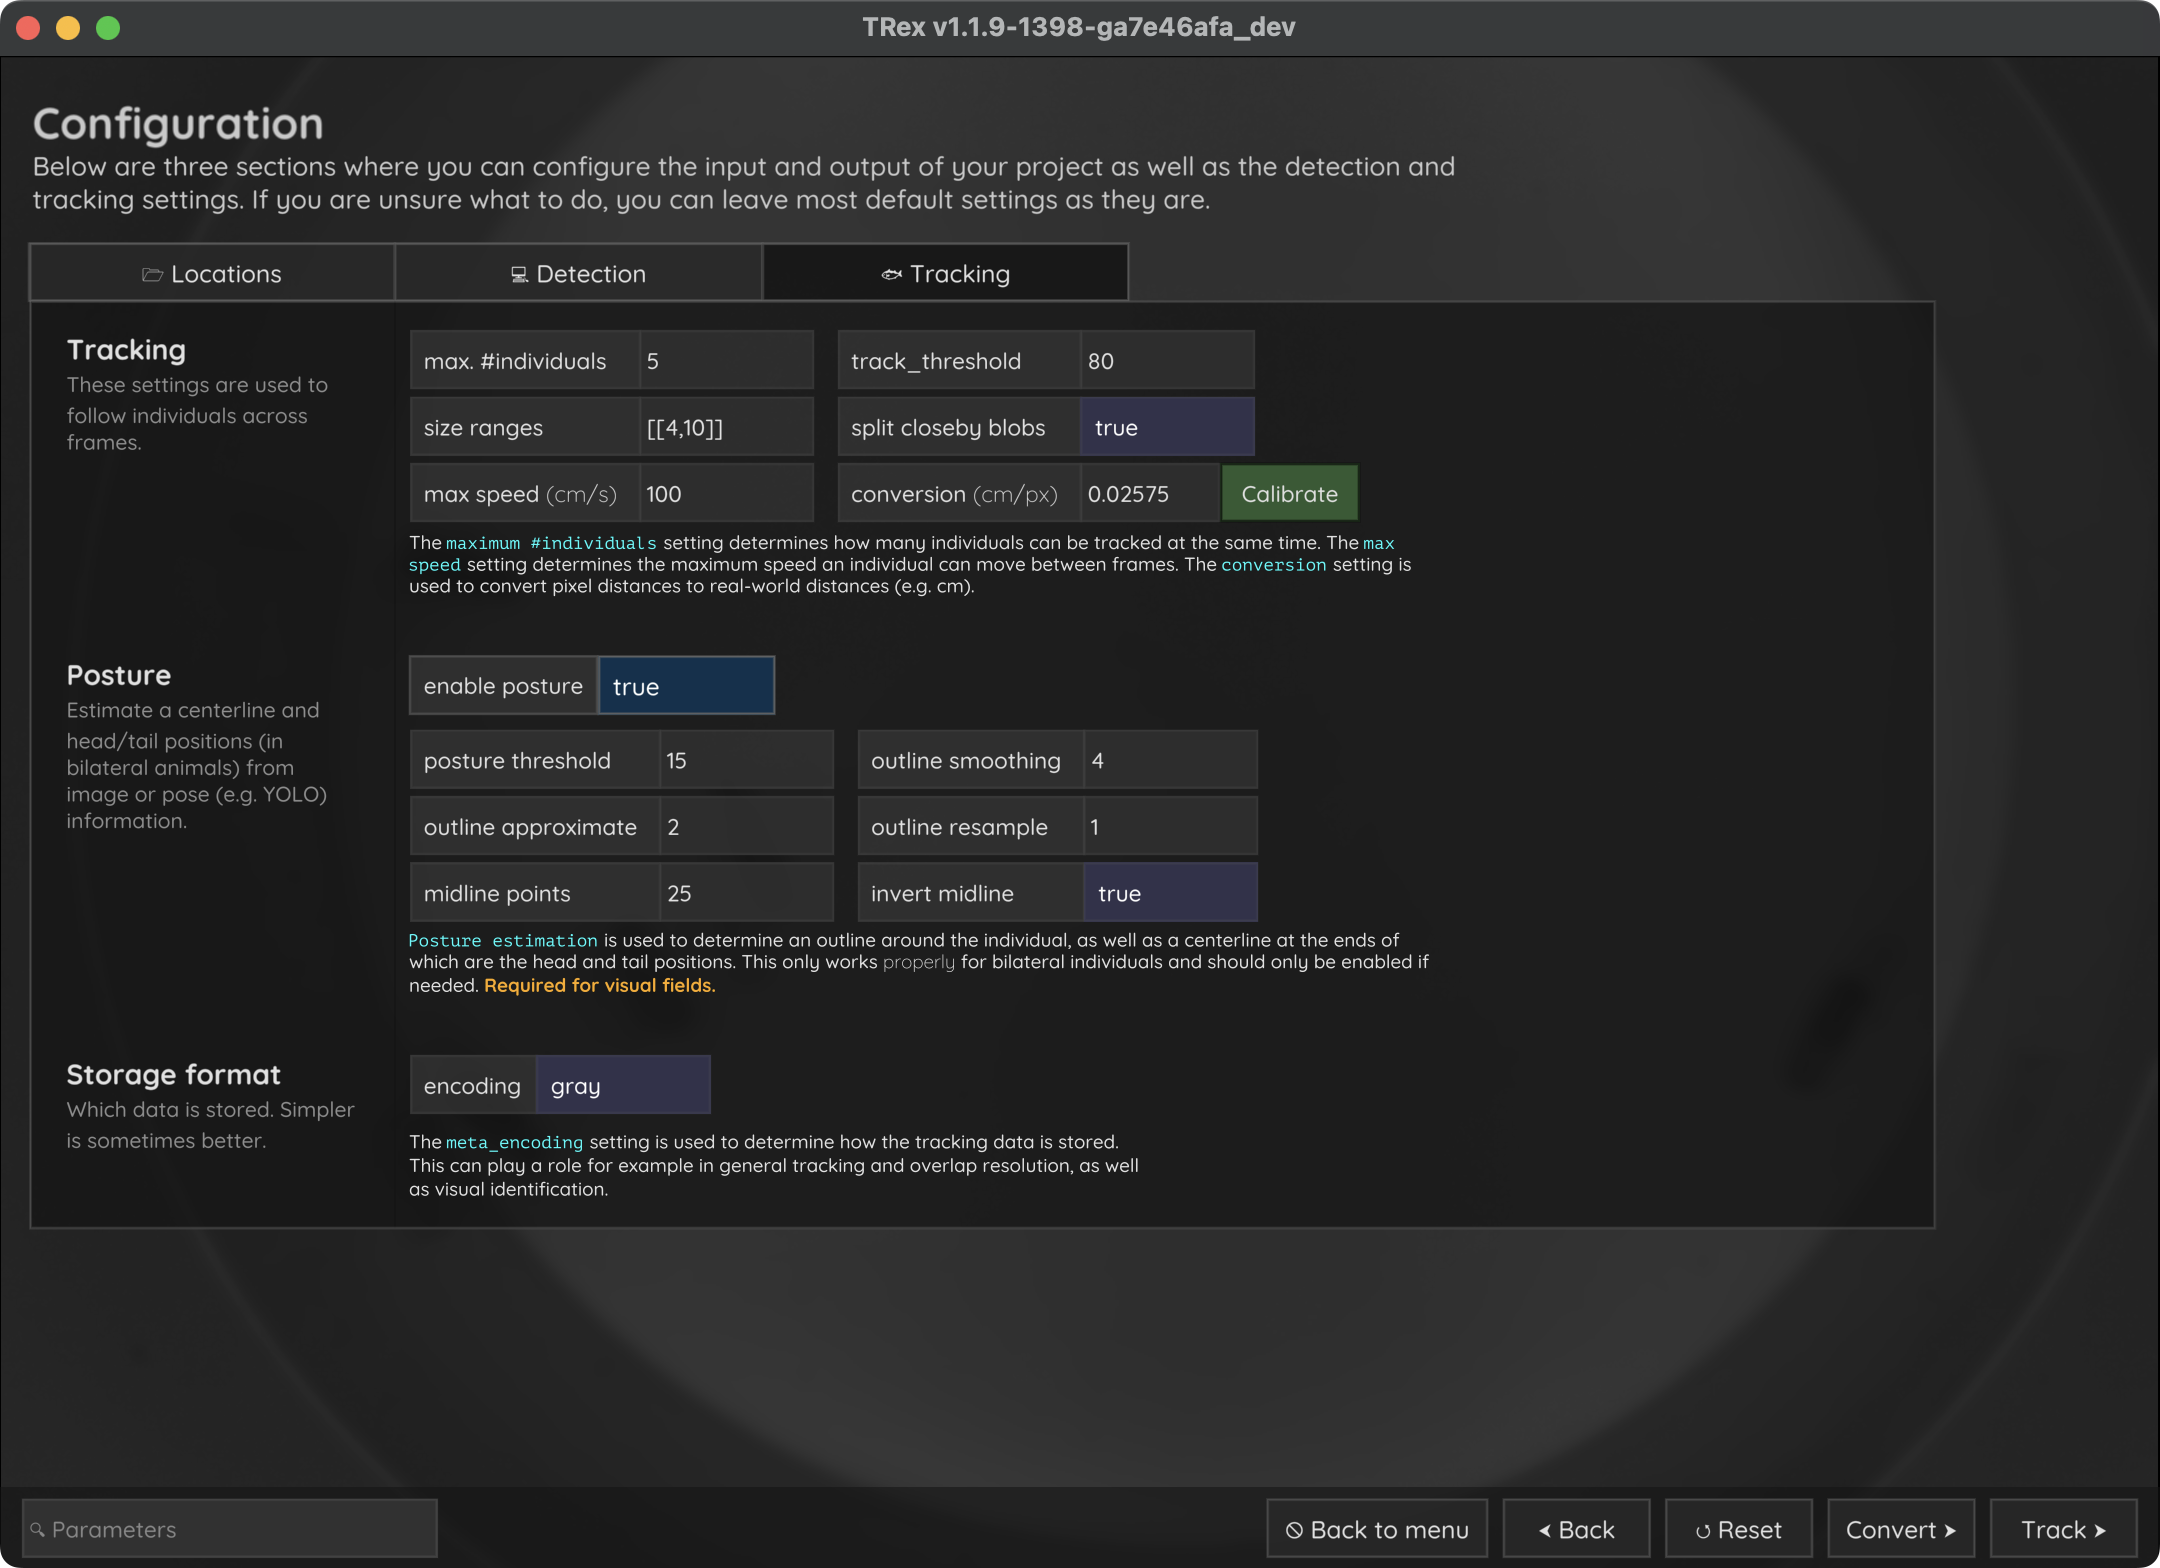 TRex v1.1.9-1398-ga7e46afa_dev
Configuration
Below are three sections where you can configure the input and output of your project as well as the detection and
tracking settings. If you are unsure what to do, you can leave most default settings as they are.
Locations
Detection
Tracking
Tracking
These settings are used to
follow individuals across
frames.
max. #individuals 5
track_threshold 80
size ranges [[4,10]]
split closeby blobs true
max speed (cm/s) 100
conversion (cm/px) 0.02575
Calibrate
The maximum #individuals setting determines how many individuals can be tracked at the same time. The max
speed setting determines the maximum speed an individual can move between frames. The conversion setting is
used to convert pixel distances to real-world distances (e.g. cm).
Posture
Estimate a centerline and
head/tail positions (in
bilateral animals) from
image or pose (e.g. YOLO)
information.
enable posture true
posture threshold 15
outline smoothing 4
outline approximate 2
outline resample 1
midline points 25
invert midline true
Posture estimation is used to determine an outline around the individual, as well as a centerline at the ends of
which are the head and tail positions. This only works properly for bilateral individuals and should only be enabled if
needed. Required for visual fields.
Storage format
Which data is stored. Simpler
is sometimes better.
encoding gray
The meta_encoding setting is used to determine how the tracking data is stored.
This can play a role for example in general tracking and overlap resolution, as well
as visual identification.
Parameters
Back to menu
Back
Reset
Convert
Track